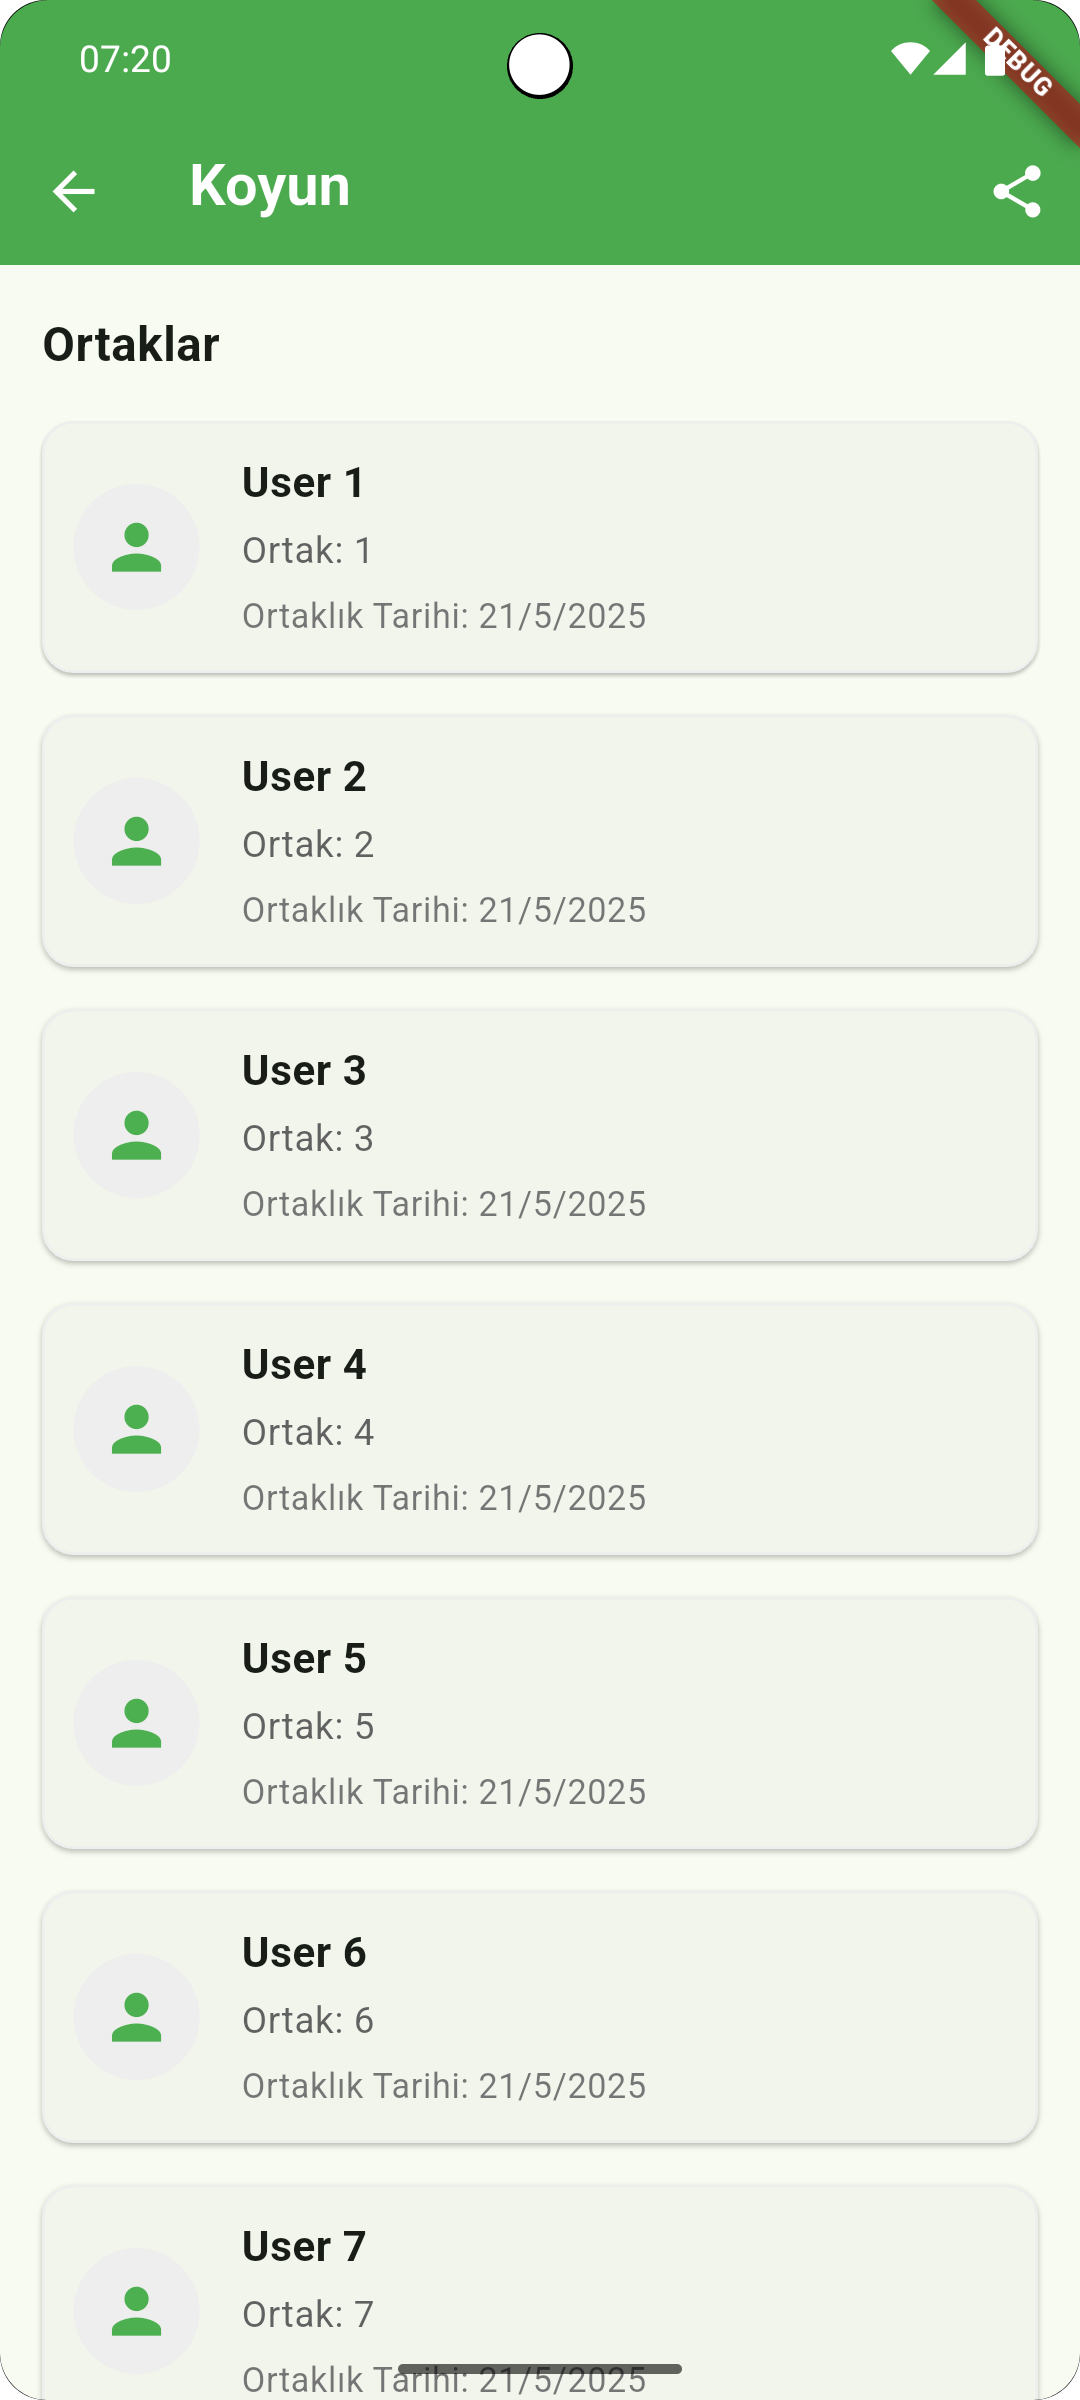 07:20
DEBUG
Koyun
Ortaklar
User 1
Ortak: 1
Ortaklık Tarihi: 21/5/2025
User 2
Ortak: 2
Ortaklık Tarihi: 21/5/2025
User 3
Ortak: 3
Ortaklık Tarihi: 21/5/2025
User 4
Ortak: 4
Ortaklık Tarihi: 21/5/2025
User 5
Ortak: 5
Ortaklık Tarihi: 21/5/2025
User 6
Ortak: 6
Ortaklık Tarihi: 21/5/2025
User 7
Ortak: 7
Ortaklık Tarihi: 21/5/2025